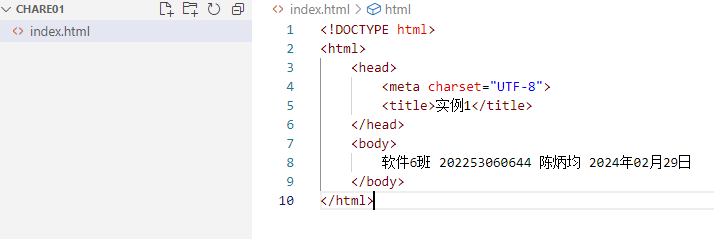 CHARE01
index.html
index.html > html
1 <!DOCTYPE html>
2 <html>
3 <head>
4 <meta charset="UTF-8">
5 <title>实例1</title>
6 </head>
7 <body>
8 软件6班 202253060644 陈炳均 2024年02月29日
9 </body>
10 </html>